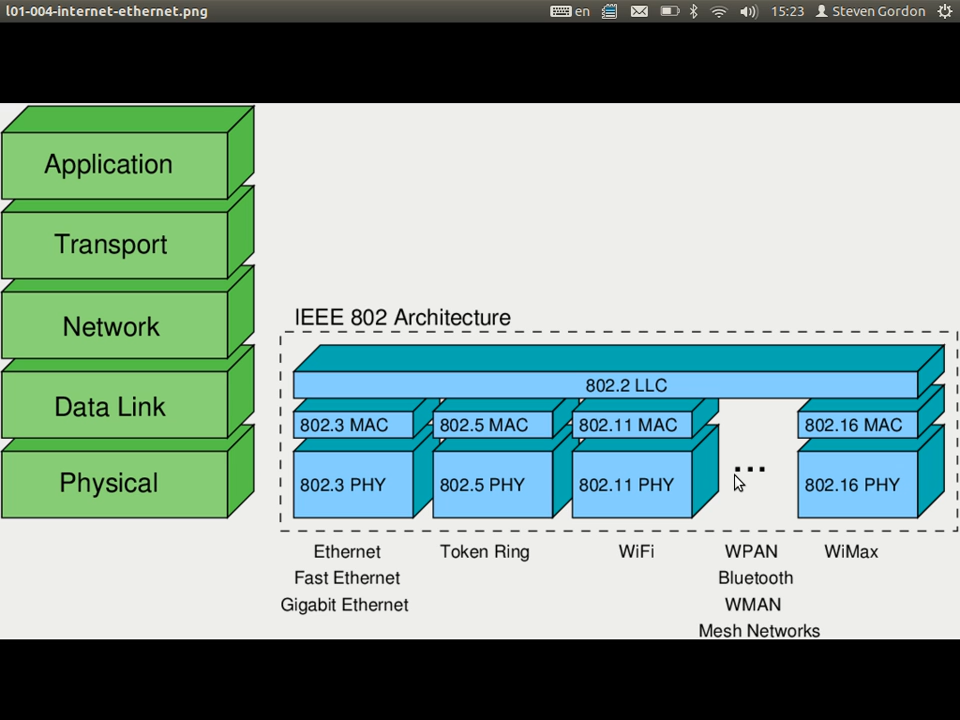 l01-004-internet-ethernet.png
en
15:23
Steven Gordon
Application
Transport
Network
Data Link
Physical
IEEE 802 Architecture
802.2 LLC
802.3 MAC 802.5 MAC 802.11 MAC 802.16 MAC
802.3 PHY 802.5 PHY 802.11 PHY ... 802.16 PHY
Ethernet Token Ring WiFi WPAN WiMax
Fast Ethernet Bluetooth
Gigabit Ethernet WMAN
Mesh Networks